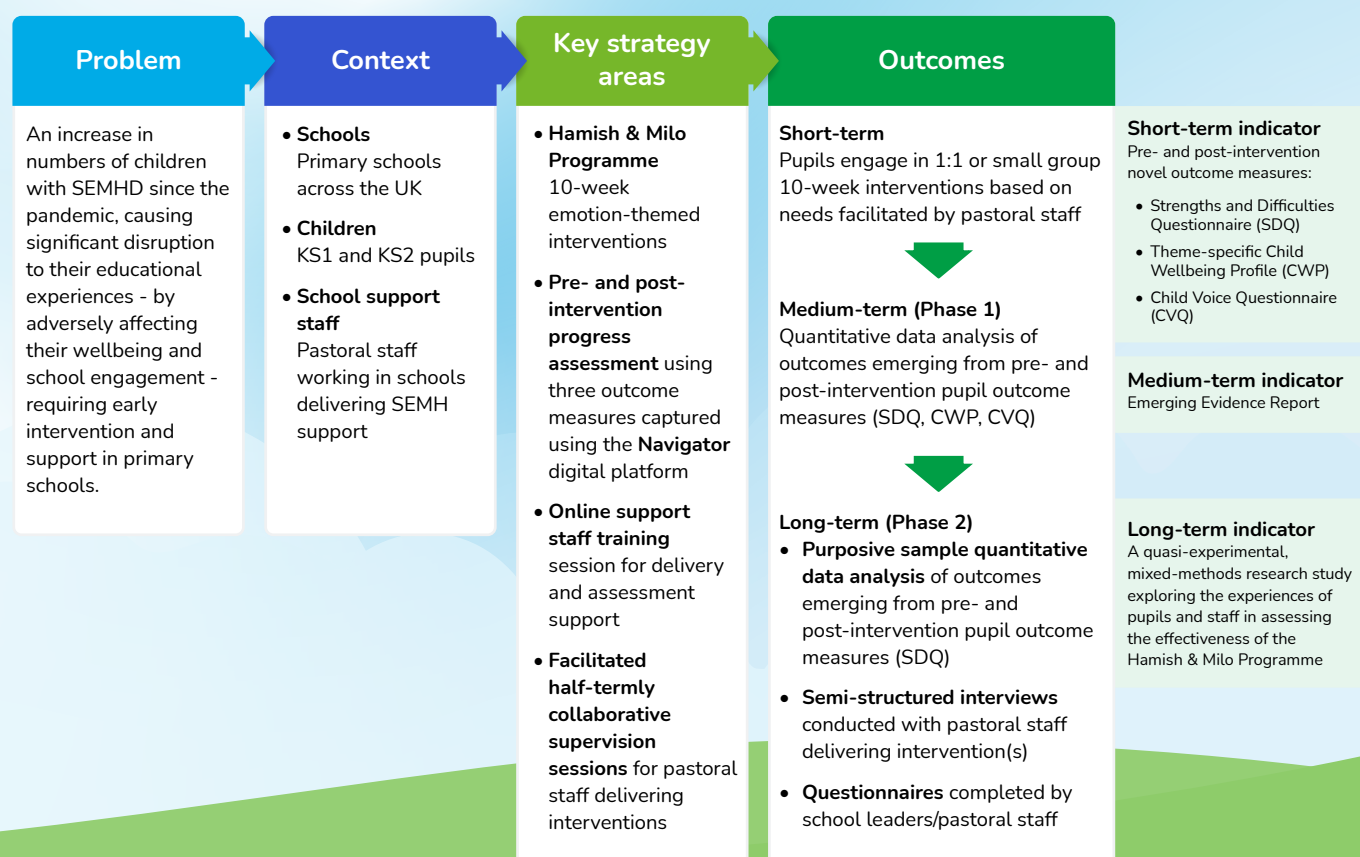 Problem
An increase in
numbers of children
with SEMHD since the
pandemic, causing
significant disruption
to their educational
experiences - by
adversely affecting
their wellbeing and
school engagement -
requiring early
intervention and
support in primary
schools.
Context
• Schools
Primary schools
across the UK
• Children
KS1 and KS2 pupils
• School support
staff
Pastoral staff
working in schools
delivering SEMH
support
Key strategy
areas
• Hamish & Milo
Programme
10-week
emotion-themed
interventions
• Pre- and post-
intervention
progress
assessment using
three outcome
measures captured
using the Navigator
digital platform
• Online support
staff training
session for delivery
and assessment
support
• Facilitated
half-termly
collaborative
supervision
sessions for pastoral
staff delivering
interventions
Outcomes
Short-term
Pupils engage in 1:1 or small group
10-week interventions based on
needs facilitated by pastoral staff
Medium-term (Phase 1)
Quantitative data analysis of
outcomes emerging from pre- and
post-intervention pupil outcome
measures (SDQ, CWP, CVQ)
Long-term (Phase 2)
• Purposive sample quantitative
data analysis of outcomes
emerging from pre- and
post-intervention pupil outcome
measures (SDQ)
• Semi-structured interviews
conducted with pastoral staff
delivering intervention(s)
• Questionnaires completed by
school leaders/pastoral staff
Short-term indicator
Pre- and post-intervention
novel outcome measures:
• Strengths and Difficulties
Questionnaire (SDQ)
• Theme-specific Child
Wellbeing Profile (CWP)
• Child Voice Questionnaire
(CVQ)
Medium-term indicator
Emerging Evidence Report
Long-term indicator
A quasi-experimental,
mixed-methods research study
exploring the experiences of
pupils and staff in assessing
the effectiveness of the
Hamish & Milo Programme